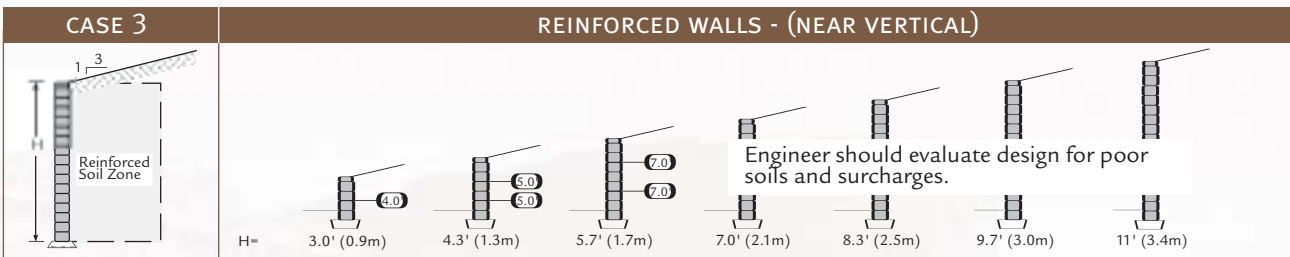 CASE 3
REINFORCED WALLS - (NEAR VERTICAL)
3
1
H
Reinforced
Soil Zone
4.0'
5.0'
5.0'
7.0'
7.0'
Engineer should evaluate design for poor
soils and surcharges.
H= 3.0' (0.9m) 4.3' (1.3m) 5.7' (1.7m) 7.0' (2.1m) 8.3' (2.5m) 9.7' (3.0m) 11' (3.4m)